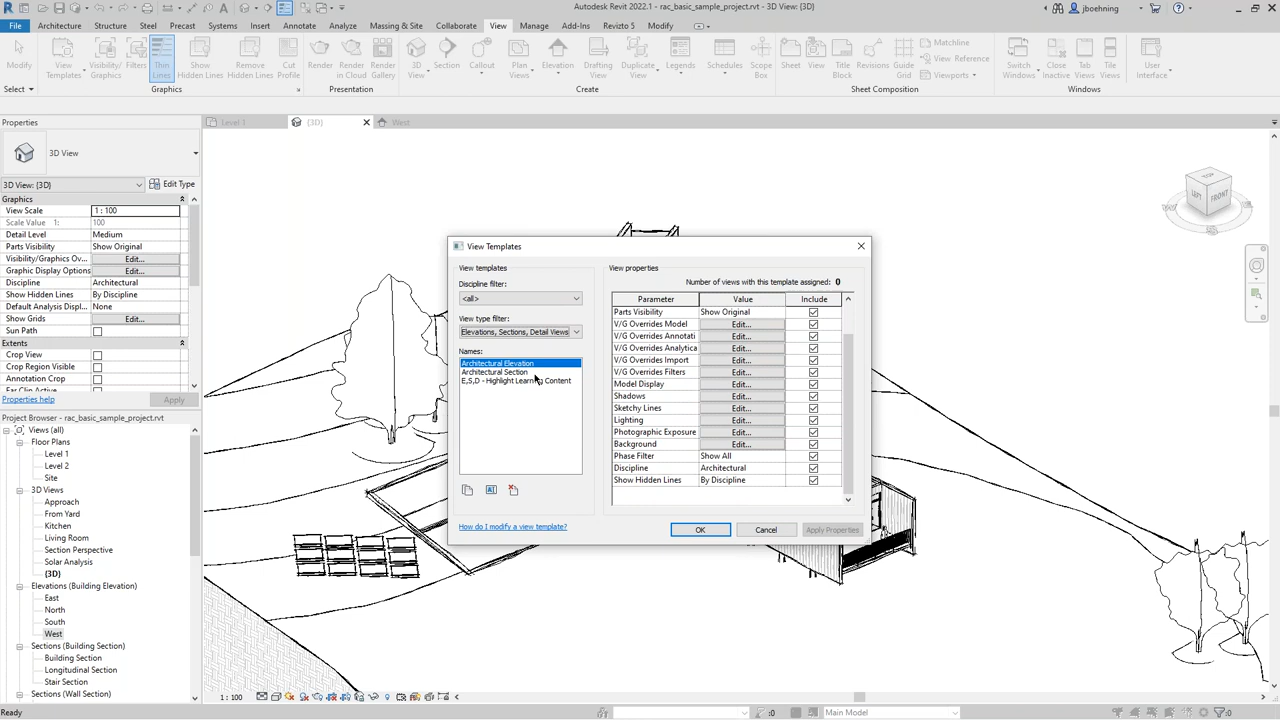 Autodesk Revit 2022.1 - rac_basic_sample_project.rvt - 3D View: {3D}
jboehning
File Architecture Structure Steel Precast Systems Insert Annotate Analyze Massing & Site Collaborate View Manage Add-Ins Revizto 5 Modify
Modify
View Templates
Visibility/ Graphics
Filters
Thin Lines
Show Hidden Lines
Remove Hidden Lines
Cut Profile
Render
Render in Cloud
Render Gallery
3D View
Section
Callout
Plan Views
Elevation
Drafting View
Duplicate View
Legends
Schedules
Scope Box
Sheet
View
Title Block
Revisions
Guide Grid
Matchline
View Reference
Viewports
Switch Windows
Close Inactive
Tab Views
Tile Views
User Interface
Select Graphics Presentation Create Sheet Composition Windows
Properties
Level 1 {3D} West
3D View
3D View: {3D} Edit Type
Graphics
View Scale 1 : 100
Scale Value 1: 100
Detail Level Medium
Parts Visibility Show Original
Visibility/Graphics Ov... Edit...
Graphic Display Options Edit...
Discipline Architectural
Show Hidden Lines By Discipline
Default Analysis Displ... None
Show Grids Edit...
Sun Path
Extents
Crop View
Crop Region Visible
Annotation Crop
Properties help Apply
Project Browser - rac_basic_sample_project.rvt
Views (all)
Floor Plans
Level 1
Level 2
Site
3D Views
Approach
From Yard
Kitchen
Living Room
Section Perspective
Solar Analysis
{3D}
Elevations (Building Elevation)
East
North
South
West
Sections (Building Section)
Building Section
Longitudinal Section
Stair Section
Sections (Wall Section)
View Templates
View templates
Discipline filter:
<all>
View type filter:
Elevations, Sections, Detail Views
Names:
Architectural Elevation
Architectural Section
E,S,D - Highlight Learning Content
How do I modify a view template?
View properties
Number of views with this template assigned: 0
Parameter Value Include
Parts Visibility Show Original
V/G Overrides Model Edit...
V/G Overrides Annotati Edit...
V/G Overrides Analytica Edit...
V/G Overrides Import Edit...
V/G Overrides Filters Edit...
Model Display Edit...
Shadows Edit...
Sketchy Lines Edit...
Lighting Edit...
Photographic Exposure Edit...
Background Edit...
Phase Filter Show All
Discipline Architectural
Show Hidden Lines By Discipline
OK Cancel Apply Properties
TOP
LEFT FRONT
1 : 100
Ready
:0
Main Model
:0